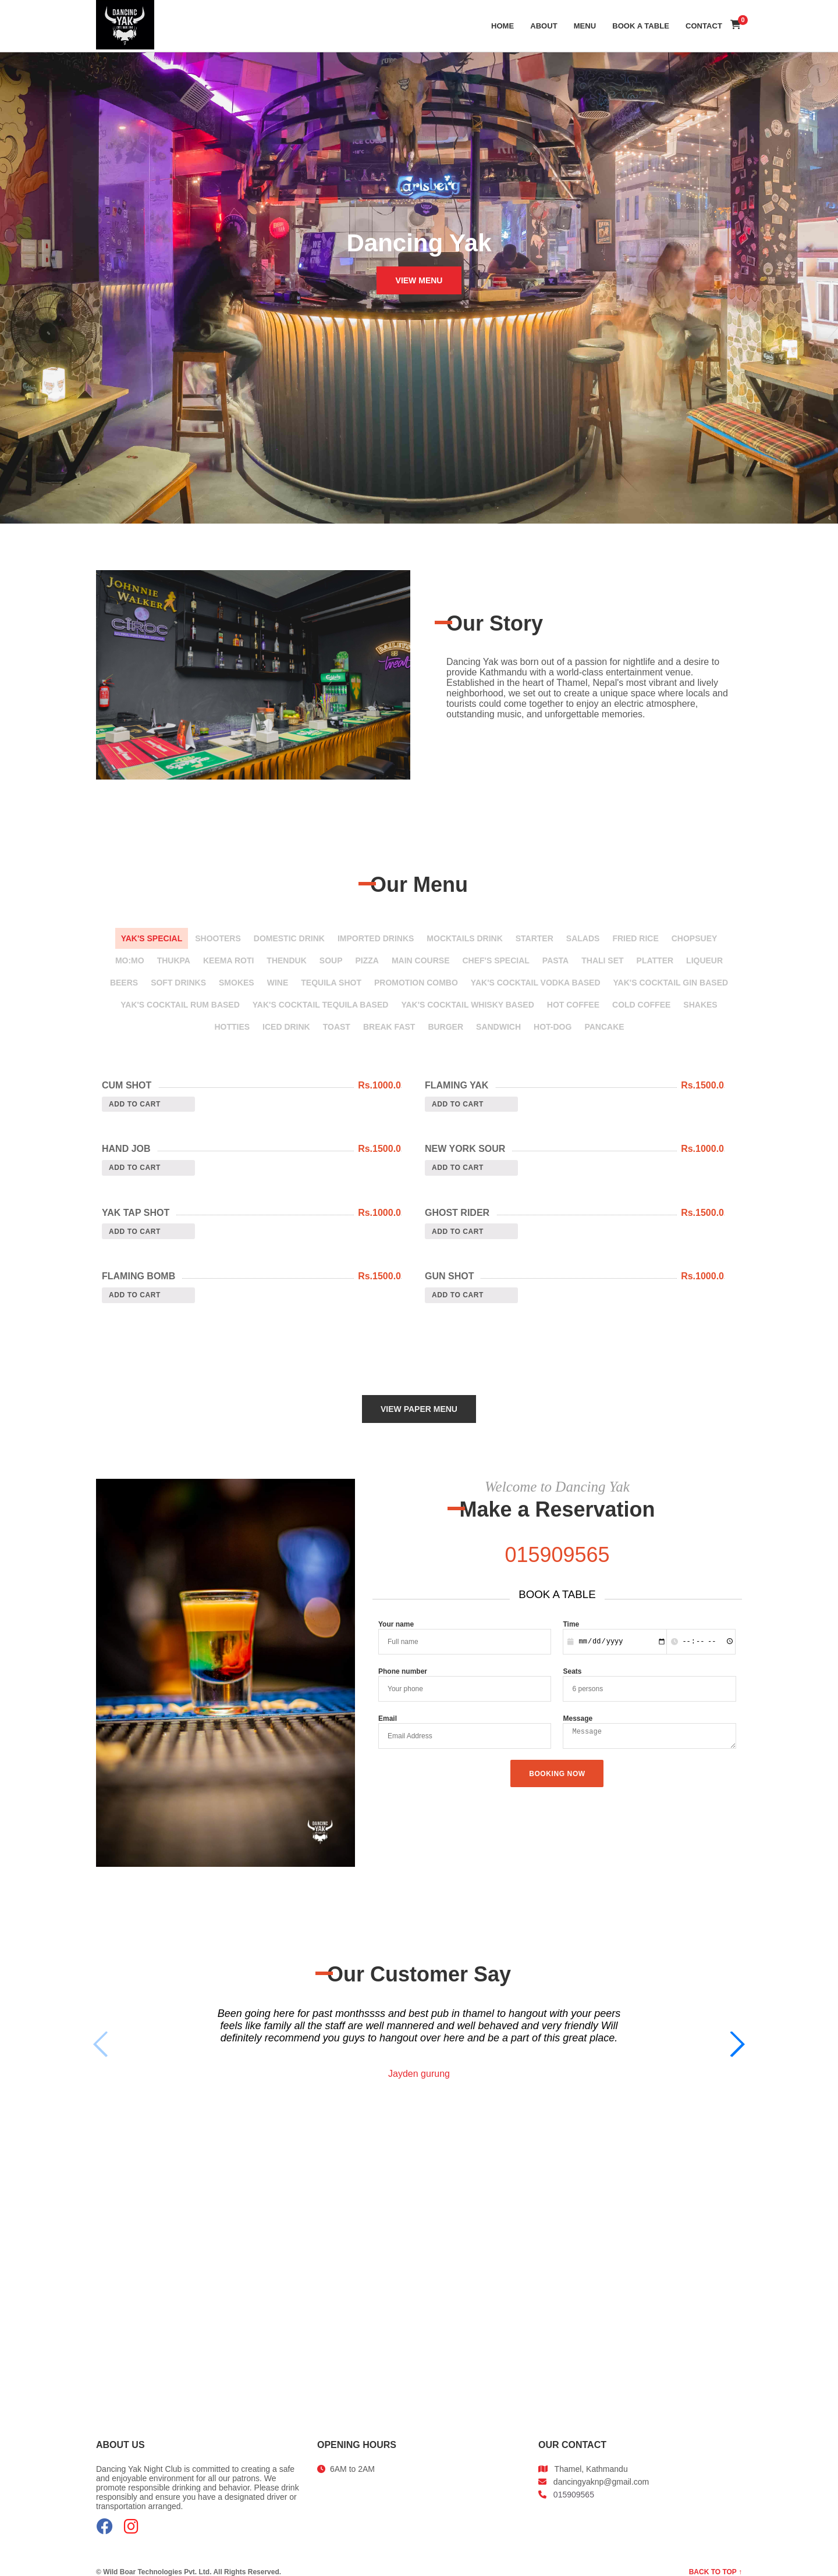 DANCING
YAK
HOME ABOUT MENU BOOK A TABLE CONTACT 0
ICE COLD
Carlsberg
Dancing Yak
VIEW MENU
JOHNNIE
WALKER
CÎROC
BAILEYS
treat
Our Story
Dancing Yak was born out of a passion for nightlife and a desire to
provide Kathmandu with a world-class entertainment venue.
Established in the heart of Thamel, Nepal's most vibrant and lively
neighborhood, we set out to create a unique space where locals and
tourists could come together to enjoy an electric atmosphere,
outstanding music, and unforgettable memories.
Our Menu
YAK'S SPECIAL SHOOTERS DOMESTIC DRINK IMPORTED DRINKS MOCKTAILS DRINK STARTER SALADS FRIED RICE CHOPSUEY
MO:MO THUKPA KEEMA ROTI THENDUK SOUP PIZZA MAIN COURSE CHEF'S SPECIAL PASTA THALI SET PLATTER LIQUEUR
BEERS SOFT DRINKS SMOKES WINE TEQUILA SHOT PROMOTION COMBO YAK'S COCKTAIL VODKA BASED YAK'S COCKTAIL GIN BASED
YAK'S COCKTAIL RUM BASED YAK'S COCKTAIL TEQUILA BASED YAK'S COCKTAIL WHISKY BASED HOT COFFEE COLD COFFEE SHAKES
HOTTIES ICED DRINK TOAST BREAK FAST BURGER SANDWICH HOT-DOG PANCAKE
CUM SHOT Rs.1000.0
ADD TO CART
FLAMING YAK Rs.1500.0
ADD TO CART
HAND JOB Rs.1500.0
ADD TO CART
NEW YORK SOUR Rs.1000.0
ADD TO CART
YAK TAP SHOT Rs.1000.0
ADD TO CART
GHOST RIDER Rs.1500.0
ADD TO CART
FLAMING BOMB Rs.1500.0
ADD TO CART
GUN SHOT Rs.1000.0
ADD TO CART
VIEW PAPER MENU
DANCING
YAK
Welcome to Dancing Yak
Make a Reservation
015909565
BOOK A TABLE
Your name
Full name
Time
mm/dd/yyyy --:-- --
Phone number
Your phone
Seats
6 persons
Email
Email Address
Message
Message
BOOKING NOW
Our Customer Say
Been going here for past monthssss and best pub in thamel to hangout with your peers
feels like family all the staff are well mannered and well behaved and very friendly Will
definitely recommend you guys to hangout over here and be a part of this great place.
Jayden gurung
ABOUT US
Dancing Yak Night Club is committed to creating a safe
and enjoyable environment for all our patrons. We
promote responsible drinking and behavior. Please drink
responsibly and ensure you have a designated driver or
transportation arranged.
OPENING HOURS
6AM to 2AM
OUR CONTACT
Thamel, Kathmandu
dancingyaknp@gmail.com
015909565
© Wild Boar Technologies Pvt. Ltd. All Rights Reserved.
BACK TO TOP ↑